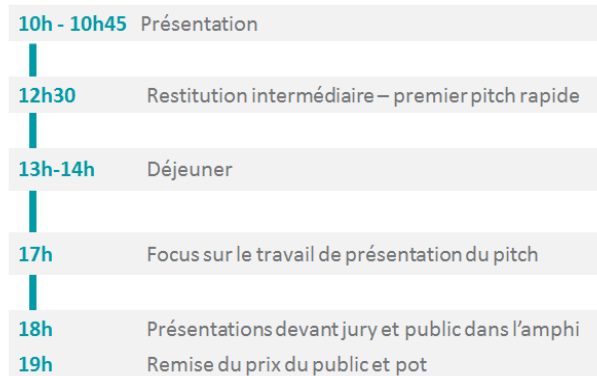 10h - 10h45 Présentation
12h30 Restitution intermédiaire – premier pitch rapide
13h-14h Déjeuner
17h Focus sur le travail de présentation du pitch
18h Présentations devant jury et public dans l’amphi
19h Remise du prix du public et pot